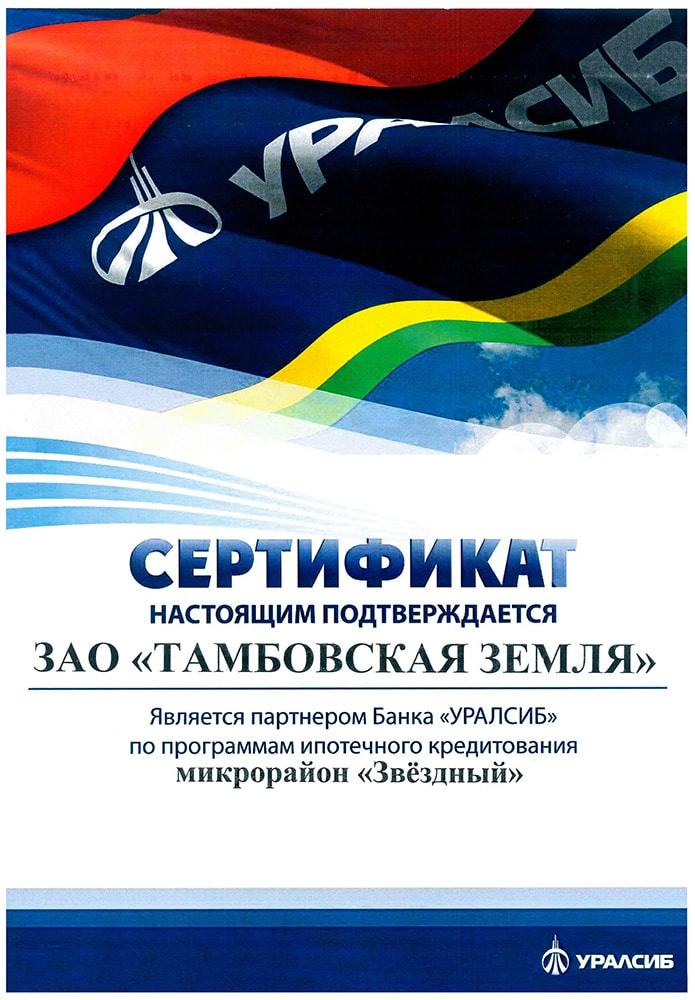 УРАЛСИБ
СЕРТИФИКАТ
НАСТОЯЩИМ ПОДТВЕРЖДАЕТСЯ
ЗАО «ТАМБОВСКАЯ ЗЕМЛЯ»
Является партнером Банка «УРАЛСИБ»
по программам ипотечного кредитования
микрорайон «Звёздный»
УРАЛСИБ